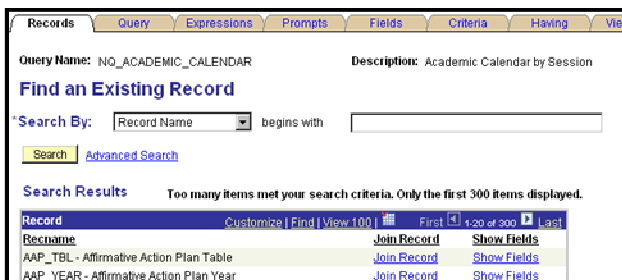 Records Query Expressions Prompts Fields Criteria Having Vie
Query Name: NQ_ACADEMIC_CALENDAR Description: Academic Calendar by Session
Find an Existing Record
*Search By: Record Name begins with
Search Advanced Search
Search Results Too many items met your search criteria. Only the first 300 items displayed.
Record Customize | Find | View 100 | First 1-20 of 300 Last
Recname Join Record Show Fields
AAP_TBL - Affirmative Action Plan Table Join Record Show Fields
AAP_YEAR - Affirmative Action Plan Year Join Record Show Fields